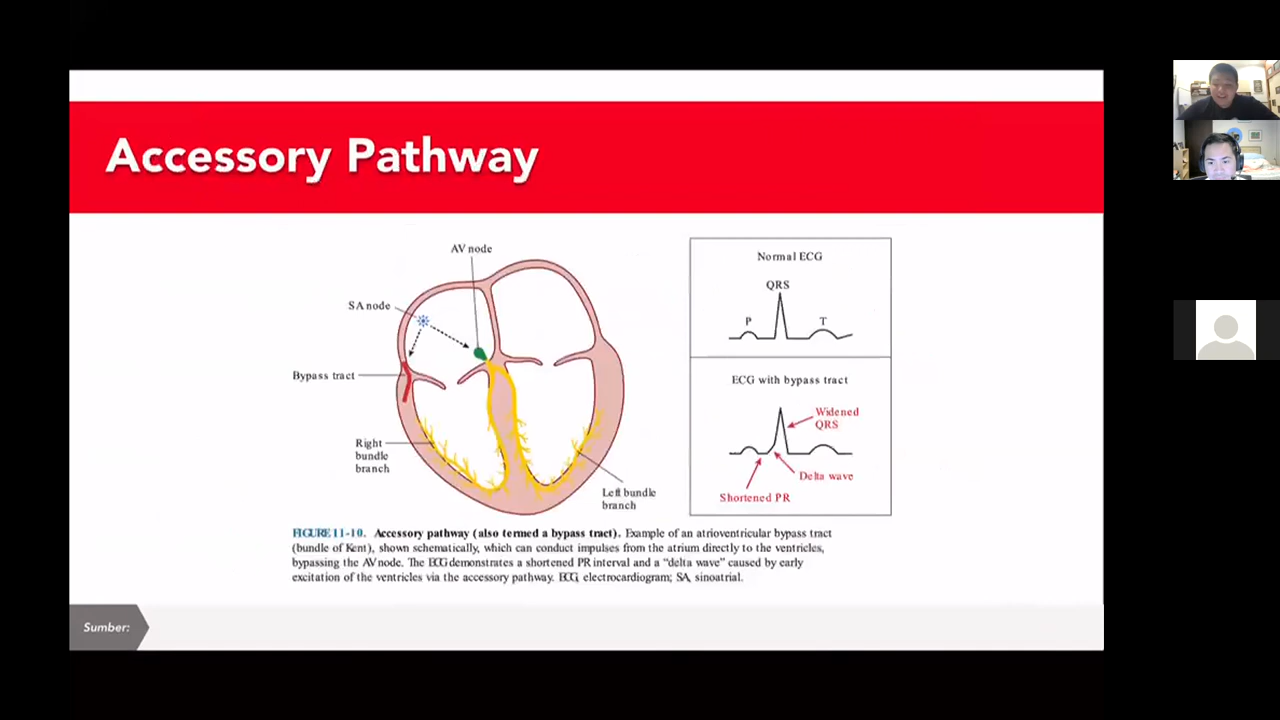 Accessory Pathway
AV node
SA node
Bypass tract
Right
bundle
branch
Left bundle
branch
Normal ECG
QRS
P
T
ECG with bypass tract
Widened
QRS
Delta wave
Shortened PR
FIGURE 11-10. Accessory pathway (also termed a bypass tract). Example of an atrioventricular bypass tract
(bundle of Kent), shown schematically, which can conduct impulses from the atrium directly to the ventricles,
bypassing the AV node. The ECG demonstrates a shortened PR interval and a “delta wave” caused by early
excitation of the ventricles via the accessory pathway. ECG, electrocardiogram; SA, sinoatrial.
Sumber: